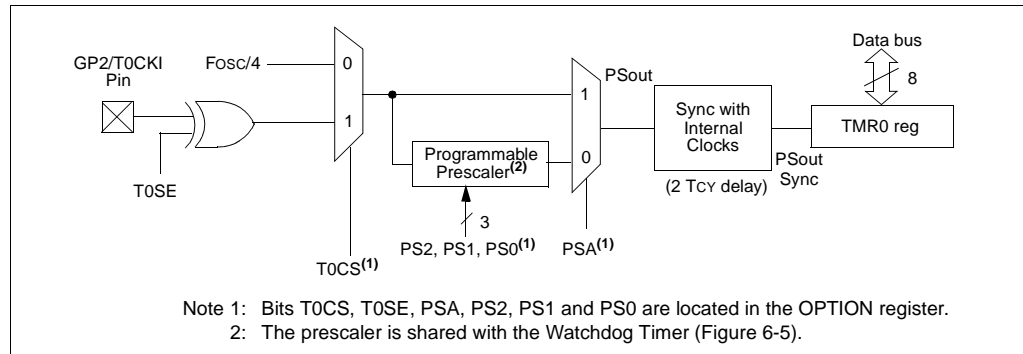 GP2/T0CKI
Pin
FOSC/4
0
1
T0SE
T0CS(1)
Programmable
Prescaler(2)
3
PS2, PS1, PS0(1)
1
0
PSA(1)
PSout
Sync with
Internal
Clocks
(2 TCY delay)
PSout
Sync
Data bus
8
TMR0 reg
Note 1: Bits T0CS, T0SE, PSA, PS2, PS1 and PS0 are located in the OPTION register.
2: The prescaler is shared with the Watchdog Timer (Figure 6-5).